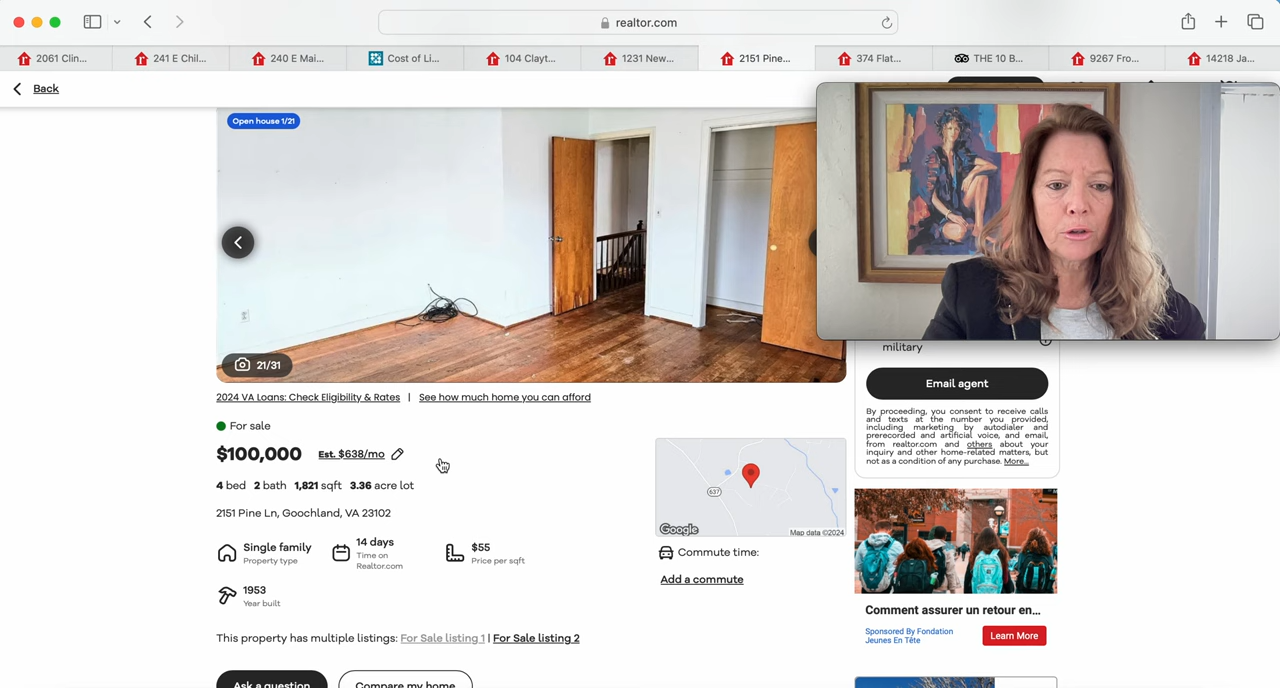 realtor.com
2061 Clin...
241 E Chil...
240 E Mai...
Cost of Li...
104 Clayt...
1231 New...
2151 Pine...
374 Flat...
THE 10 B...
9267 Fro...
14218 Ja...
Back
Open house 1/21
21/31
2024 VA Loans: Check Eligibility & Rates | See how much home you can afford
For sale
$100,000 Est. $638/mo
4 bed 2 bath 1,821 sqft 3.36 acre lot
2151 Pine Ln, Goochland, VA 23102
Single family
Property type
14 days
Time on
Realtor.com
$55
Price per sqft
1953
Year built
This property has multiple listings: For Sale listing 1 | For Sale listing 2
Ask a question
Compare my home
637
Google
Map data ©2024
Commute time:
Add a commute
military
Email agent
By proceeding, you consent to receive calls
and texts at the number you provided,
including marketing by autodialer and
prerecorded and artificial voice, and email,
from realtor.com and others about your
inquiry and other home-related matters, but
not as a condition of any purchase. More...
Comment assurer un retour en...
Sponsored By Fondation
Jeunes En Tête
Learn More